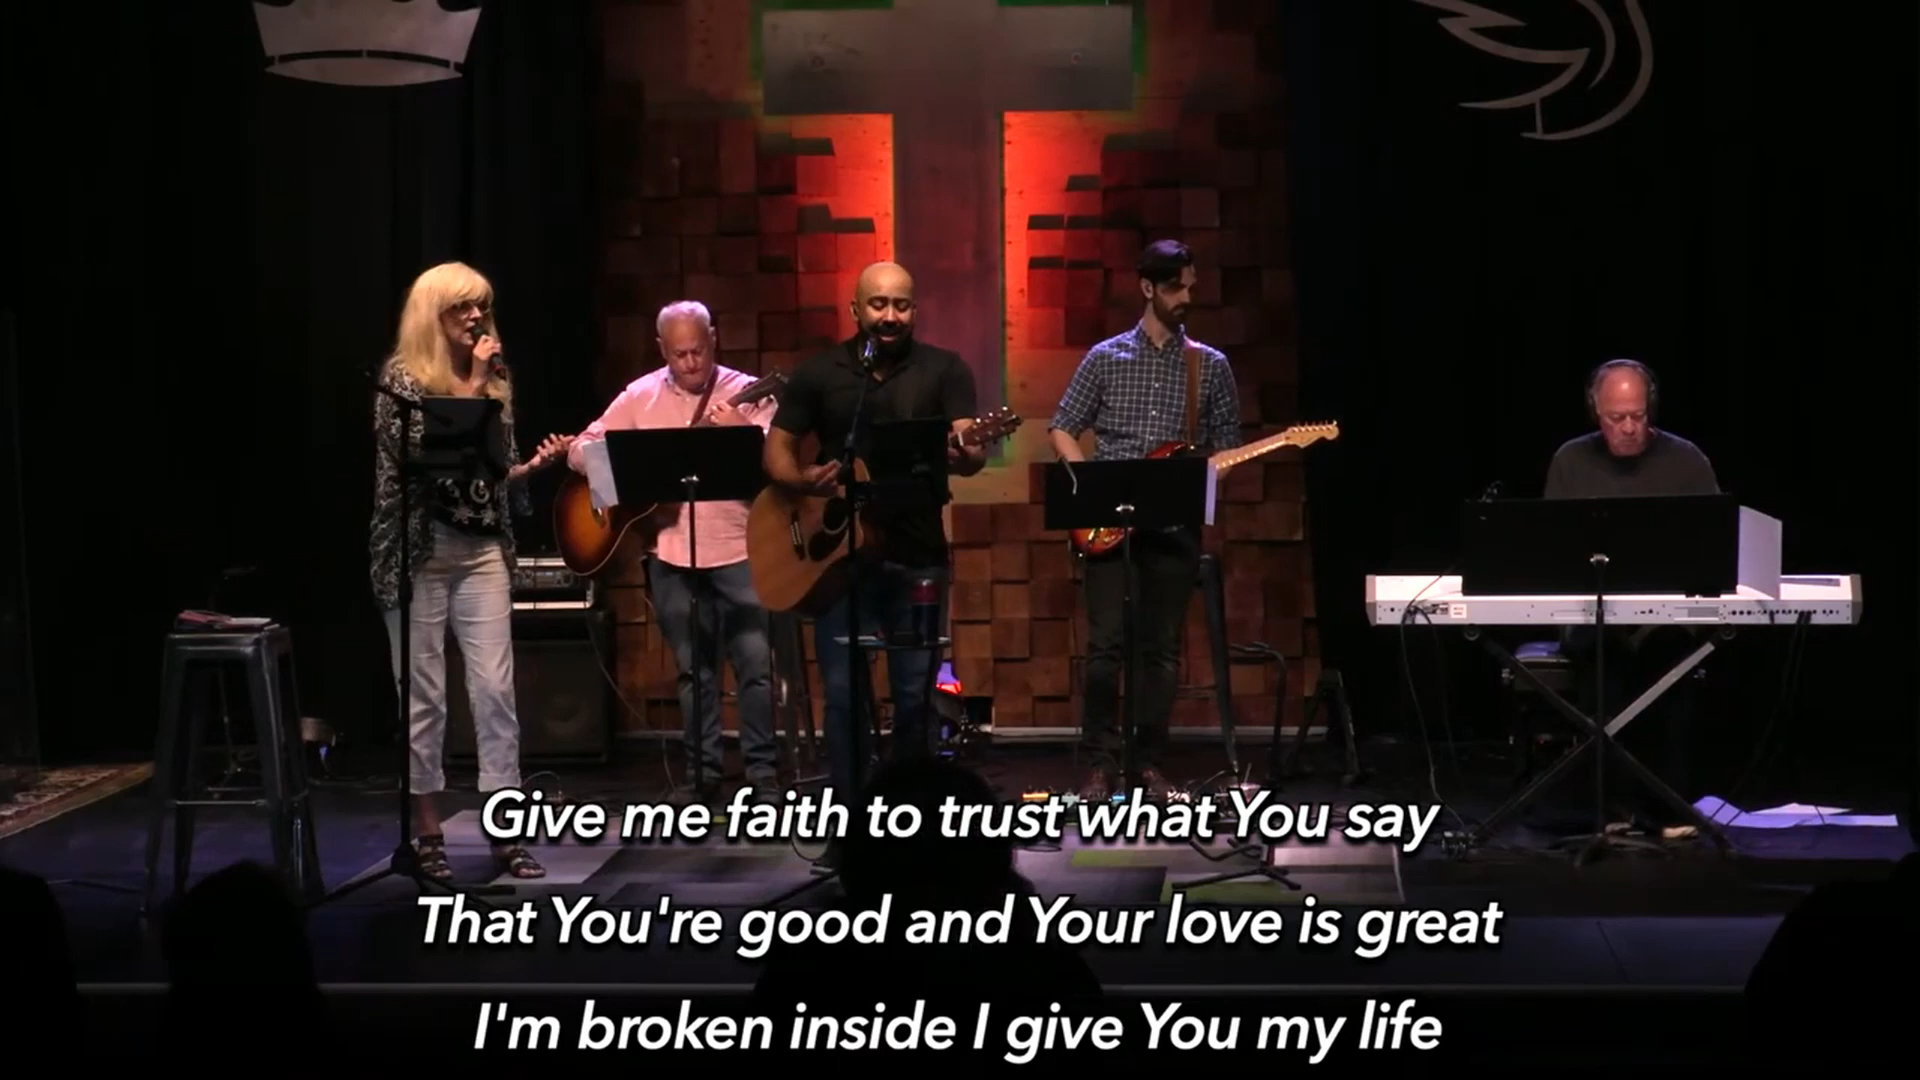 Give me faith to trust what You say
That You're good and Your love is great
I'm broken inside I give You my life